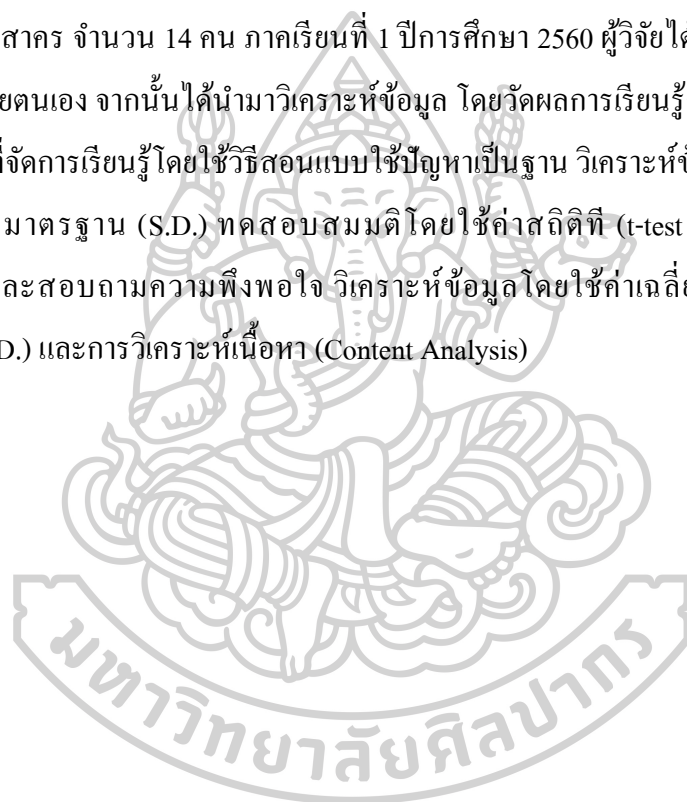 สาคร จำนวน 14 คน ภาคเรียนที่ 1 ปีการศึกษา 2560 ผู้วิจัยได้
ยตนเอง จากนั้นได้นำมาวิเคราะห์ข้อมูล โดยวัดผลการเรียนรู้
ที่จัดการเรียนรู้โดยใช้วิธีสอนแบบใช้ปัญหาเป็นฐาน วิเคราะห์ข้
มาตรฐาน (S.D.) ทดสอบสมมติโดยใช้ค่าสถิติที (t-test
ละสอบถามความพึงพอใจ วิเคราะห์ข้อมูลโดยใช้ค่าเฉลี่ย
D.) และการวิเคราะห์เนื้อหา (Content Analysis)
มหาวิทยาลัยศิลปากร